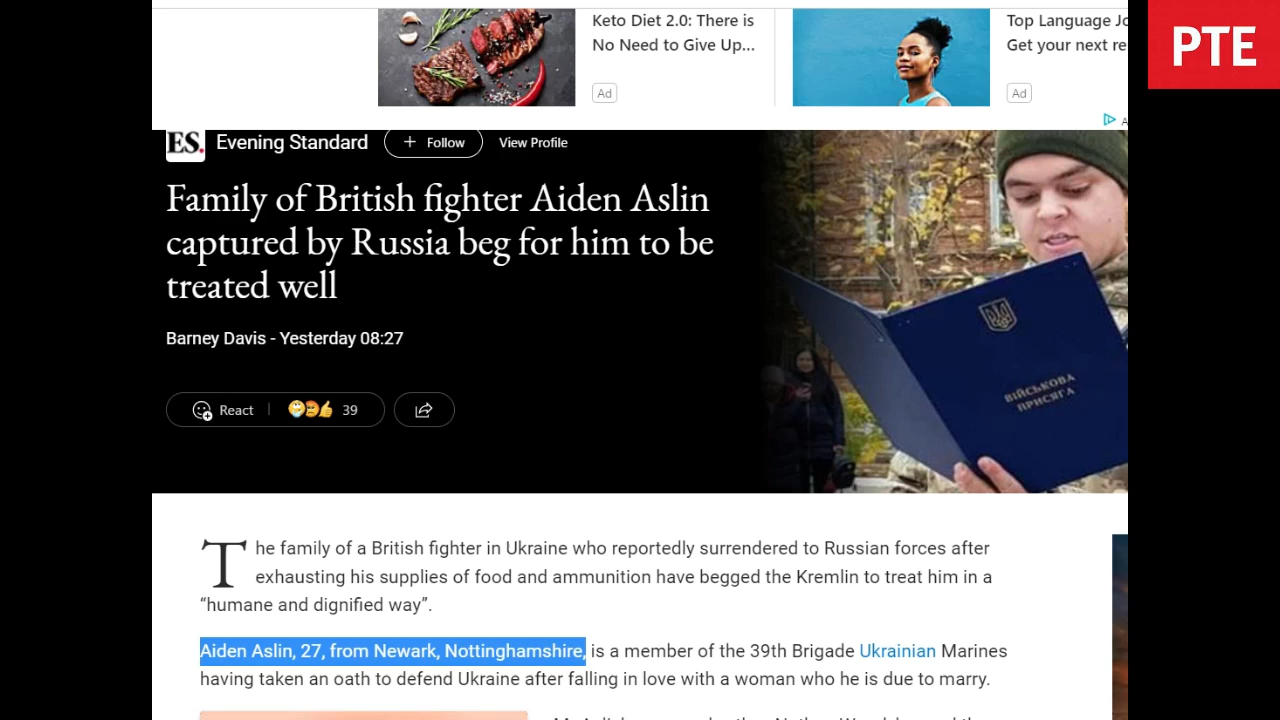 Keto Diet 2.0: There is
No Need to Give Up...
Ad
Top Language
Get your next
Ad
PTE
ES.
Evening Standard
+ Follow
View Profile
Family of British fighter Aiden Aslin
captured by Russia beg for him to be
treated well
Barney Davis - Yesterday 08:27
React
39
ВІЙСЬКОВА
ПРИСЯГА
The family of a British fighter in Ukraine who reportedly surrendered to Russian forces after
exhausting his supplies of food and ammunition have begged the Kremlin to treat him in a
“humane and dignified way”.
Aiden Aslin, 27, from Newark, Nottinghamshire, is a member of the 39th Brigade Ukrainian Marines
having taken an oath to defend Ukraine after falling in love with a woman who he is due to marry.